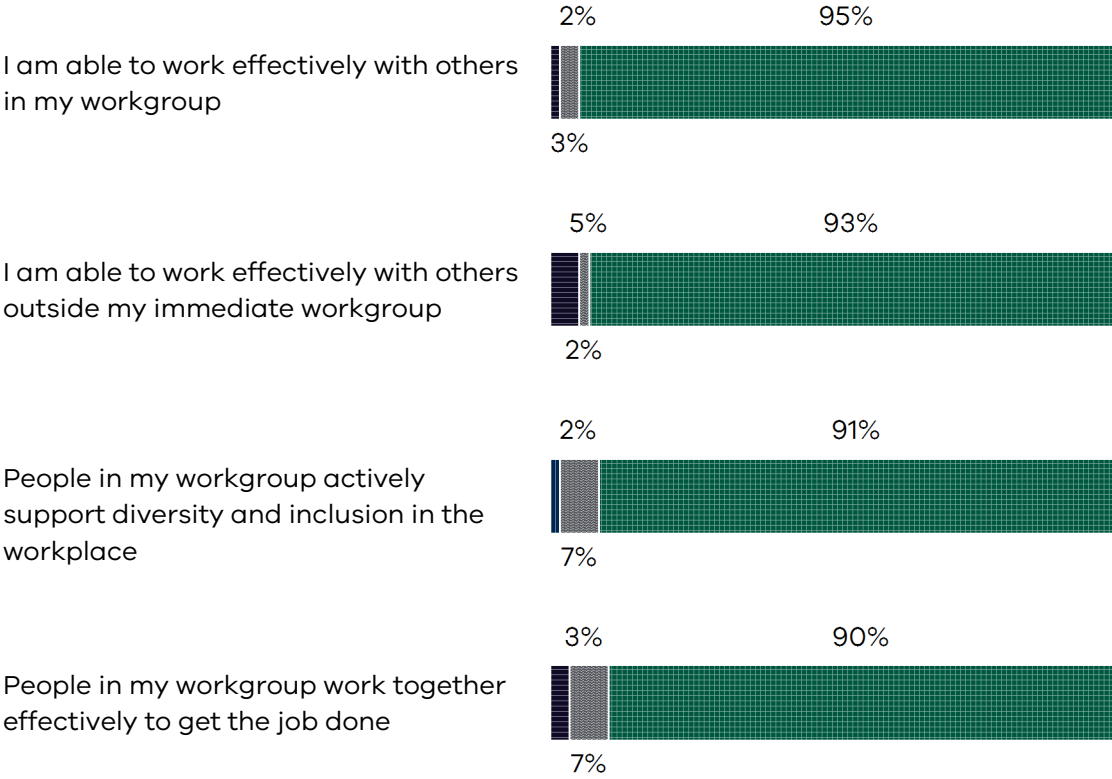 2% 95%
I am able to work effectively with others
in my workgroup
3%
5% 93%
I am able to work effectively with others
outside my immediate workgroup
2%
2% 91%
People in my workgroup actively
support diversity and inclusion in the
workplace
7%
3% 90%
People in my workgroup work together
effectively to get the job done
7%